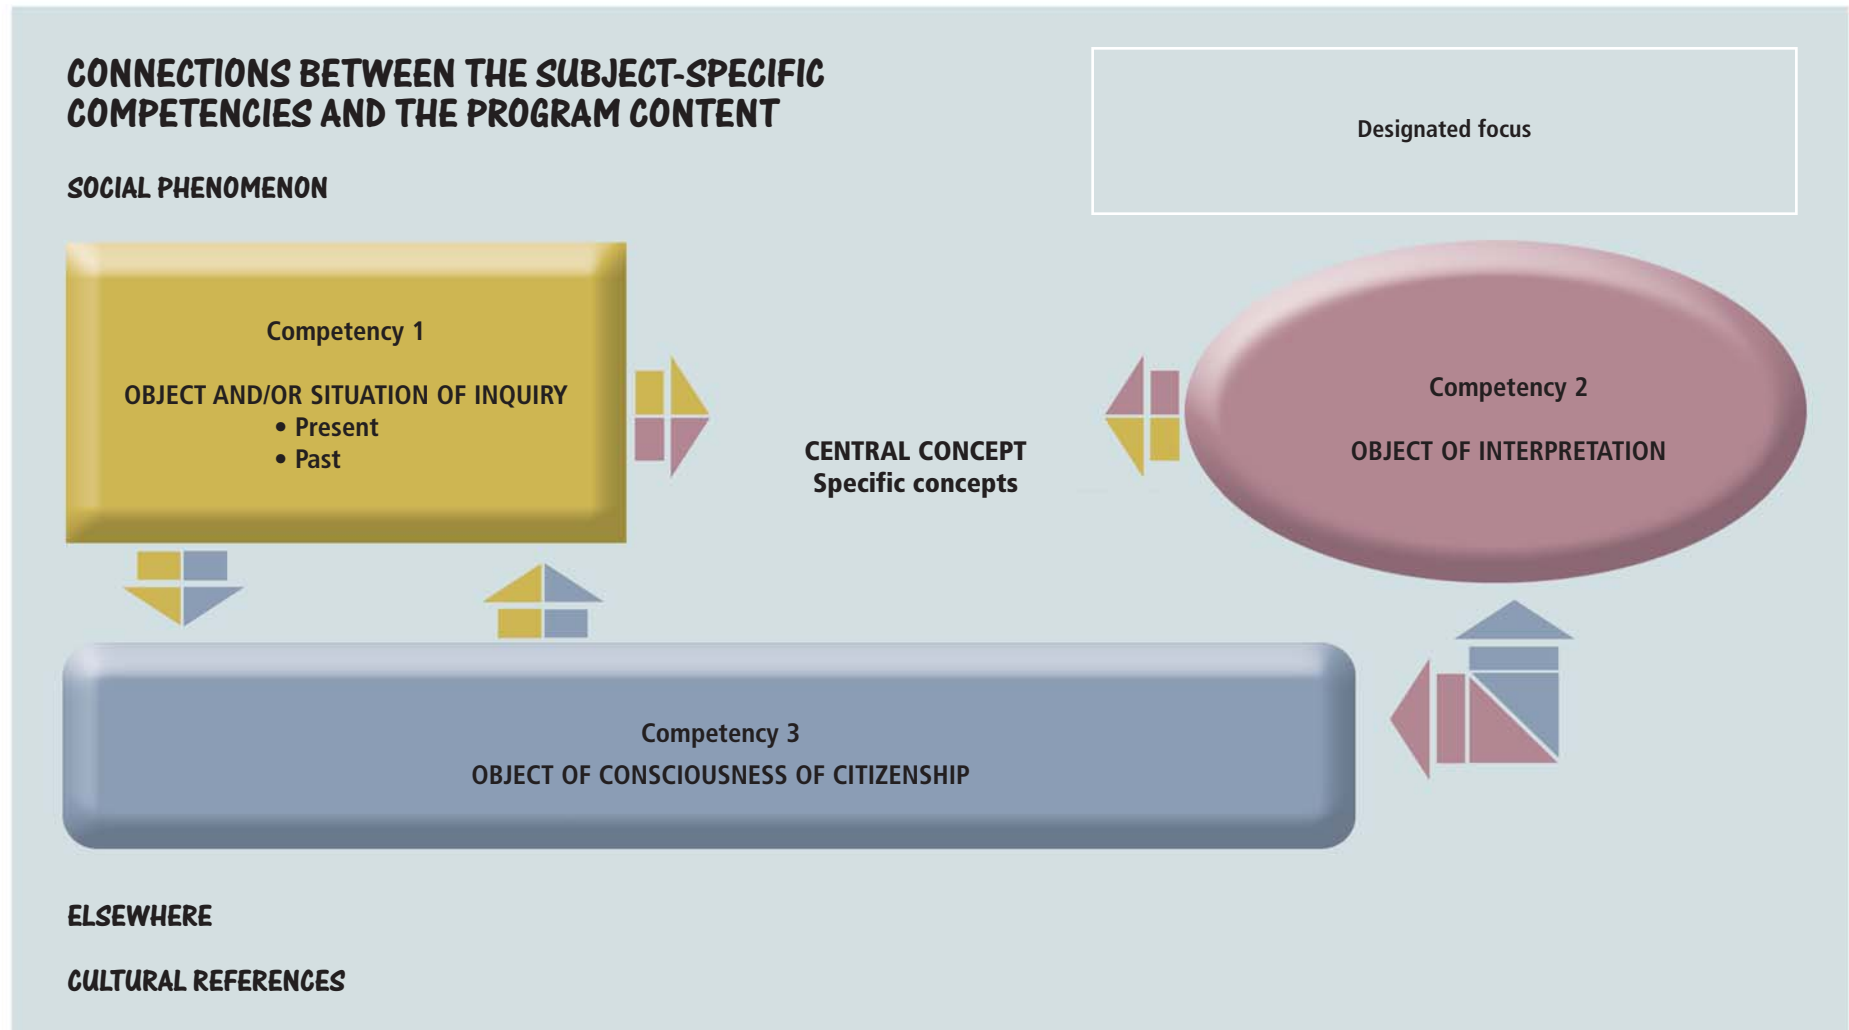 CONNECTIONS BETWEEN THE SUBJECT-SPECIFIC
COMPETENCIES AND THE PROGRAM CONTENT
SOCIAL PHENOMENON
Designated focus
Competency 1
OBJECT AND/OR SITUATION OF INQUIRY
• Present
• Past
CENTRAL CONCEPT
Specific concepts
Competency 2
OBJECT OF INTERPRETATION
Competency 3
OBJECT OF CONSCIOUSNESS OF CITIZENSHIP
ELSEWHERE
CULTURAL REFERENCES